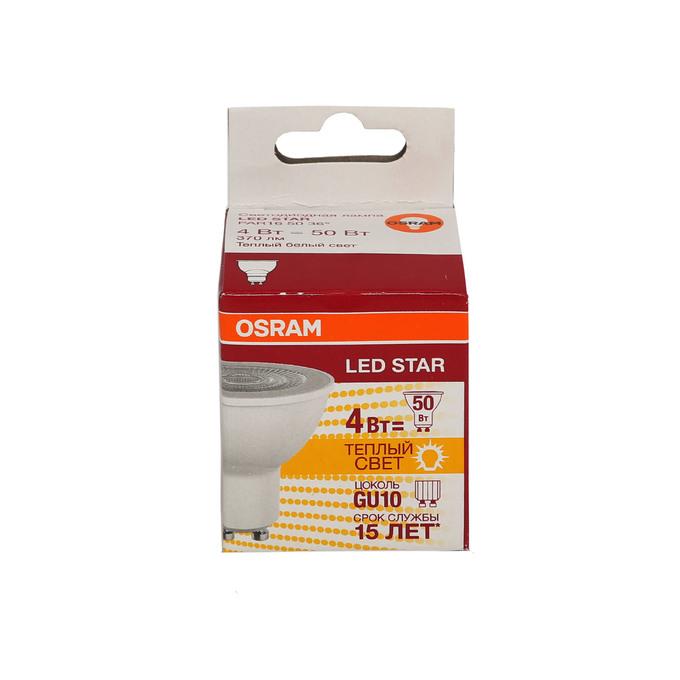 Светодиодная лампа
LED STAR
PAR16 50 36°
4 Вт = 50 Вт
370 лм
Теплый белый свет
OSRAM
OSRAM
LED STAR
4 Вт=
50
Вт
ТЕПЛЫЙ
СВЕТ
ЦОКОЛЬ
GU10
СРОК СЛУЖБЫ
15 ЛЕТ*